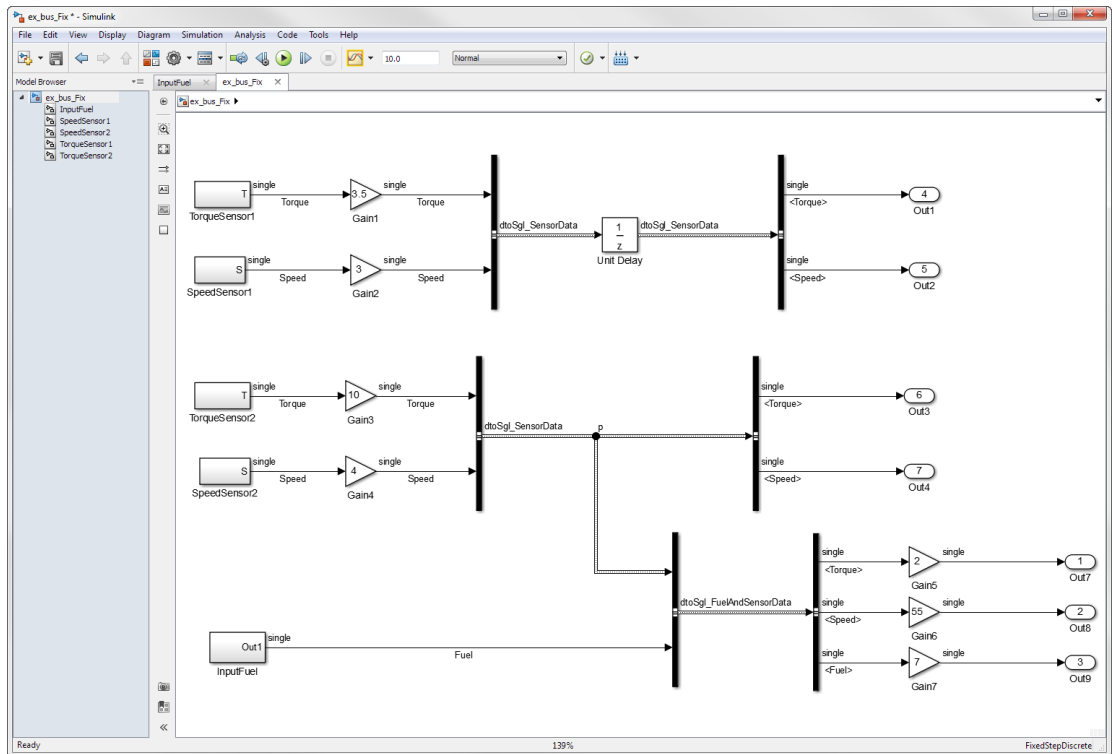 ex_bus_Fix * - Simulink
File Edit View Display Diagram Simulation Analysis Code Tools Help
10.0 Normal
Model Browser
InputFuel ex_bus_Fix
ex_bus_Fix
InputFuel
SpeedSensor1
SpeedSensor2
TorqueSensor1
TorqueSensor2
ex_bus_Fix
T single Torque 3.5 single Torque
TorqueSensor1 Gain1
S single Speed 3 single Speed
SpeedSensor1 Gain2
dtoSgl_SensorData 1 z dtoSgl_SensorData
Unit Delay
single <Torque> 4
Out1
single <Speed> 5
Out2
T single Torque 10 single Torque
TorqueSensor2 Gain3
S single Speed 4 single Speed
SpeedSensor2 Gain4
dtoSgl_SensorData p
single <Torque> 6
Out3
single <Speed> 7
Out4
Out1 single Fuel
InputFuel
dtoSgl_FuelAndSensorData
single <Torque> 2 single 1
Gain5 Out7
single <Speed> 55 single 2
Gain6 Out8
single <Fuel> 7 single 3
Gain7 Out9
Ready 139% FixedStepDiscrete